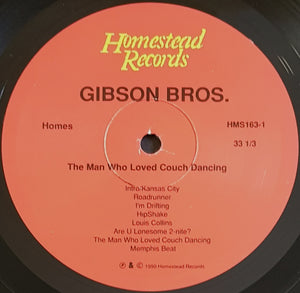 Homestead
Records
GIBSON BROS.
Homes
HMS163-1
33 1/3
The Man Who Loved Couch Dancing
Intro/Kansas City
Roadrunner
I'm Drifting
HipShake
Louis Collins
Are U Lonesome 2-nite?
The Man Who Loved Couch Dancing
Memphis Beat
℗ & © 1990 Homestead Records